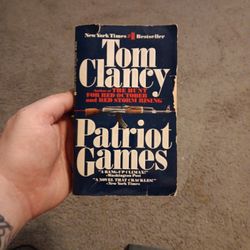 New York Times #1 Bestseller
Tom
Clancy
Author of THE HUNT
FOR RED OCTOBER
and RED STORM RISING
Patriot
Games
"A BANG-UP CLIMAX!"
—Washington Post
"A NOVEL THAT CRACKLES!"
—New York Times